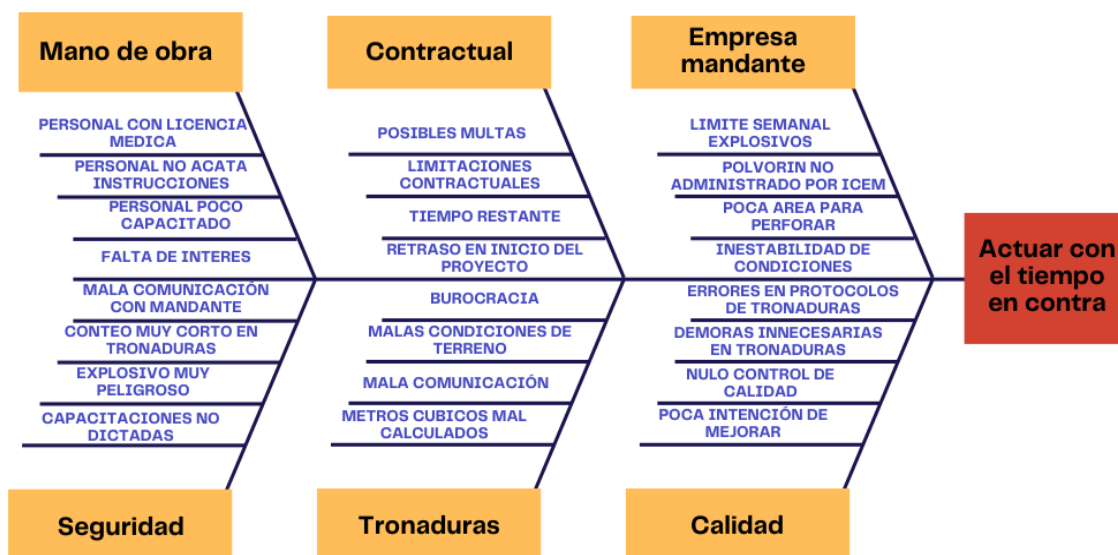 Mano de obra
Contractual
Empresa
mandante
PERSONAL CON LICENCIA
MEDICA
PERSONAL NO ACATA
INSTRUCCIONES
PERSONAL POCO
CAPACITADO
FALTA DE INTERES
POSIBLES MULTAS
LIMITACIONES
CONTRACTUALES
TIEMPO RESTANTE
RETRASO EN INICIO DEL
PROYECTO
LIMITE SEMANAL
EXPLOSIVOS
POLVORIN NO
ADMINISTRADO POR ICEM
POCA AREA PARA
PERFORAR
INESTABILIDAD DE
CONDICIONES
Actuar con
el tiempo
en contra
MALA COMUNICACIÓN
CON MANDANTE
CONTEO MUY CORTO EN
TRONADURAS
EXPLOSIVO MUY
PELIGROSO
CAPACITACIONES NO
DICTADAS
BUROCRACIA
MALAS CONDICIONES DE
TERRENO
MALA COMUNICACIÓN
METROS CUBICOS MAL
CALCULADOS
ERRORES EN PROTOCOLOS
DE TRONADURAS
DEMORAS INNECESARIAS
EN TRONADURAS
NULO CONTROL DE
CALIDAD
POCA INTENCIÓN DE
MEJORAR
Seguridad
Tronaduras
Calidad